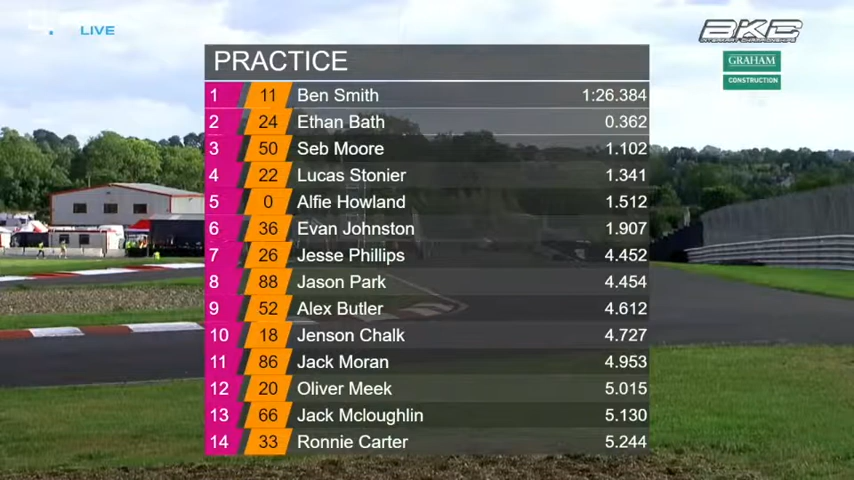 LIVE
BKC
GRAHAM
CONSTRUCTION
PRACTICE
1 11 Ben Smith 1:26.384
2 24 Ethan Bath 0.362
3 50 Seb Moore 1.102
4 22 Lucas Stonier 1.341
5 0 Alfie Howland 1.512
6 36 Evan Johnston 1.907
7 26 Jesse Phillips 4.452
8 88 Jason Park 4.454
9 52 Alex Butler 4.612
10 18 Jenson Chalk 4.727
11 86 Jack Moran 4.953
12 20 Oliver Meek 5.015
13 66 Jack Mcloughlin 5.130
14 33 Ronnie Carter 5.244